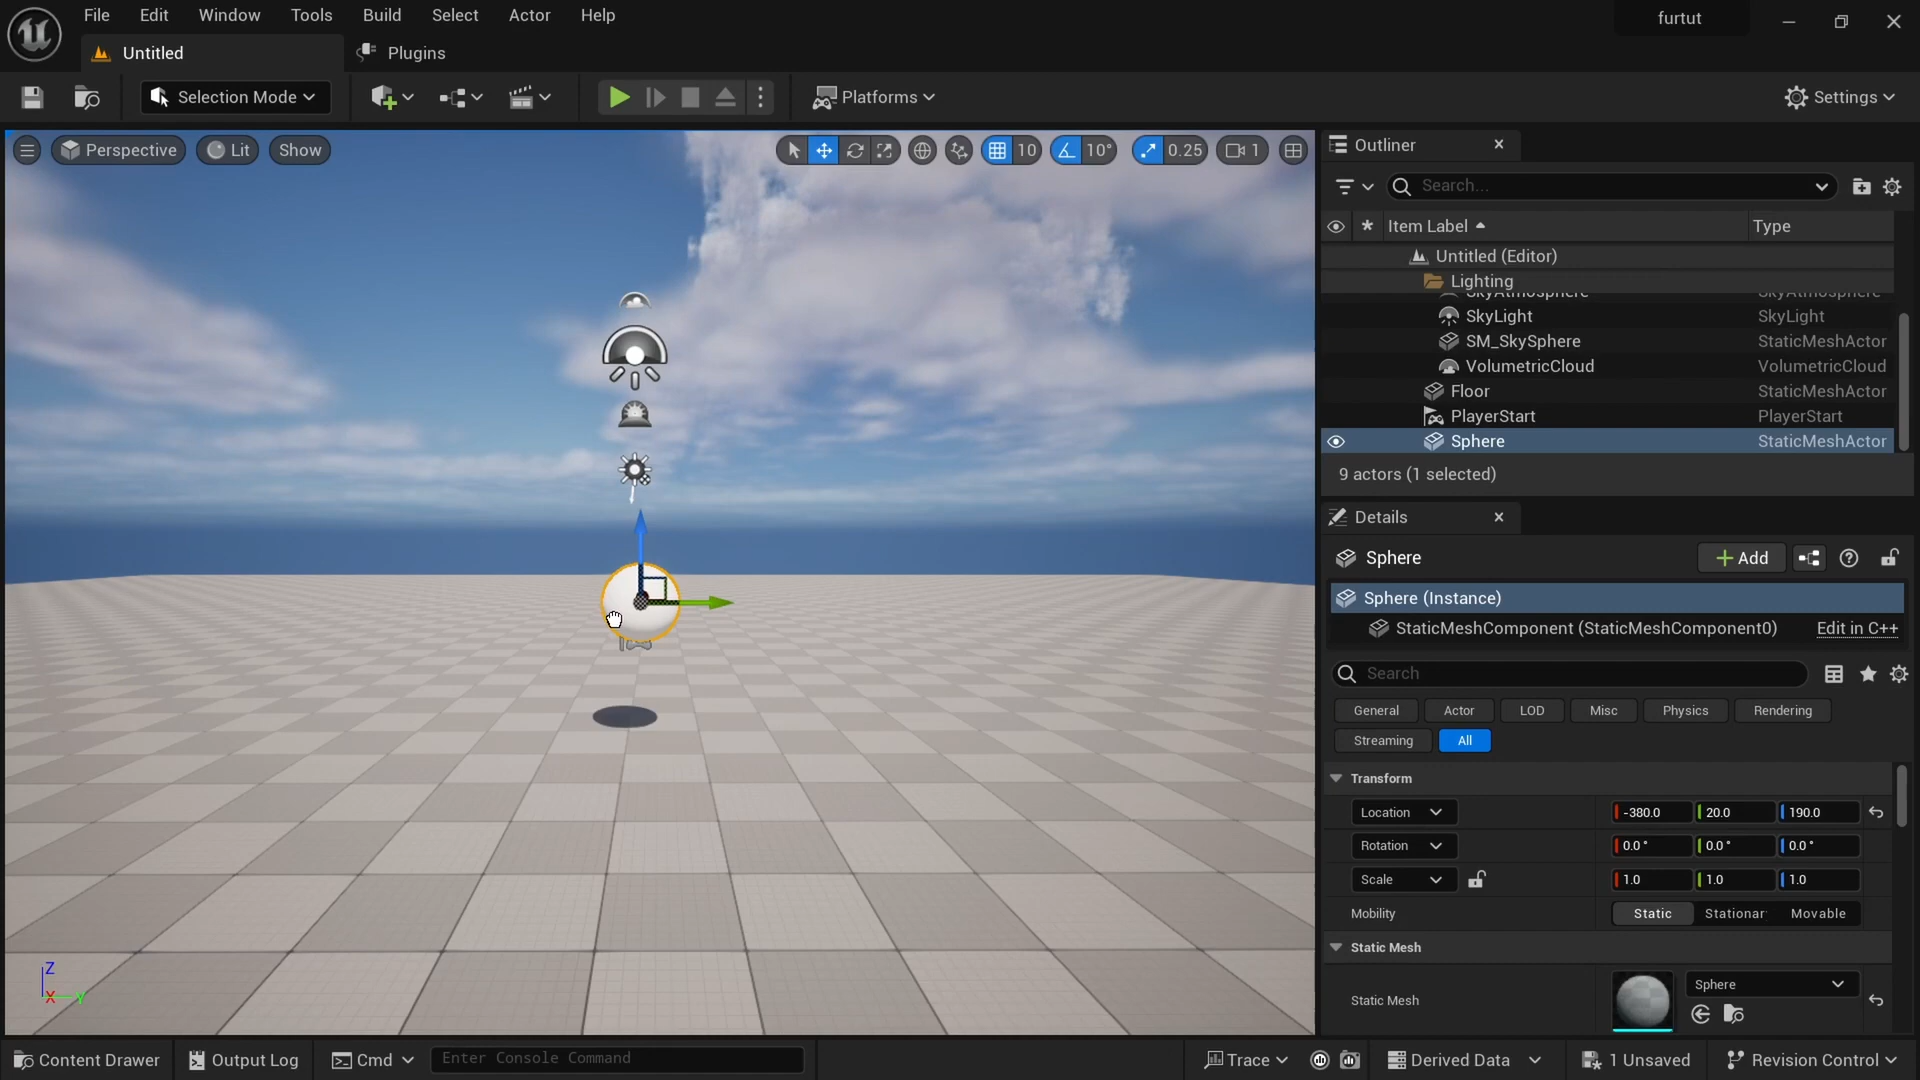 File Edit Window Tools Build Select Actor Help furtut
Untitled Plugins
Selection Mode Platforms Settings
Perspective Lit Show 10 10° 0.25 1
Outliner
Search...
Item Label Type
Untitled (Editor)
Lighting
SkyAtmosphere SkyAtmosphere
SkyLight SkyLight
SM_SkySphere StaticMeshActor
VolumetricCloud VolumetricCloud
Floor StaticMeshActor
PlayerStart PlayerStart
Sphere StaticMeshActor
9 actors (1 selected)
Details
Sphere Add
Sphere (Instance)
StaticMeshComponent (StaticMeshComponent0) Edit in C++
Search
General Actor LOD Misc Physics Rendering
Streaming All
Transform
Location -380.0 20.0 190.0
Rotation 0.0° 0.0° 0.0°
Scale 1.0 1.0 1.0
Mobility Static Stationar Movable
Static Mesh
Static Mesh Sphere
Z
X Y
Content Drawer Output Log Cmd Enter Console Command Trace Derived Data 1 Unsaved Revision Control